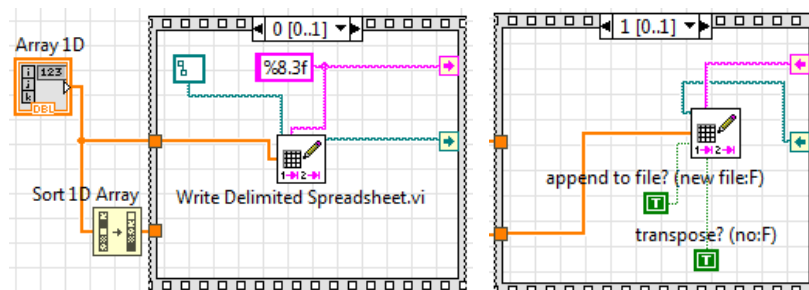 0 [0..1]
1 [0..1]
Array 1D
i
j
k
123
DBL
%8.3f
append to file? (new file:F)
T
Sort 1D Array
Write Delimited Spreadsheet.vi
transpose? (no:F)
T